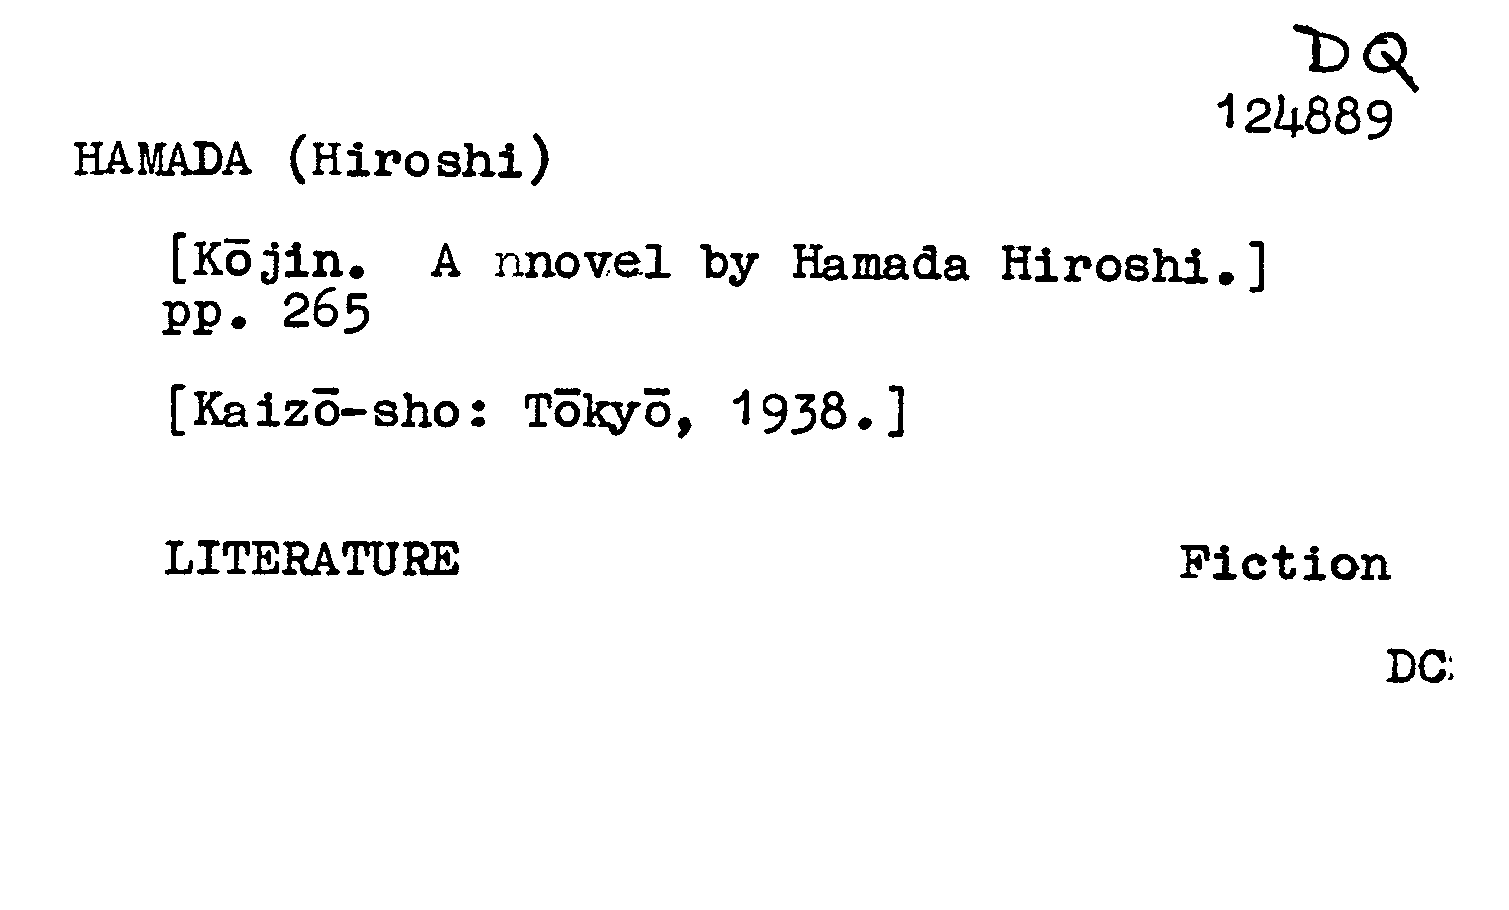 DQ
124889
HAMADA (Hiroshi)
[Kōjin. A nnovel by Hamada Hiroshi.]
pp. 265
[Kaizō-sho: Tōkyō, 1938.]
LITERATURE Fiction
DC